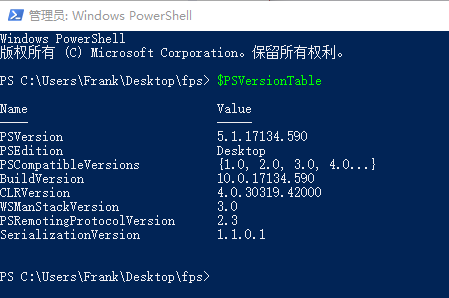 管理员: Windows PowerShell
Windows PowerShell
版权所有 (C) Microsoft Corporation。保留所有权利。
PS C:\Users\Frank\Desktop\fps> $PSVersionTable
Name Value
---- -----
PSVersion 5.1.17134.590
PSEdition Desktop
PSCompatibleVersions {1.0, 2.0, 3.0, 4.0...}
BuildVersion 10.0.17134.590
CLRVersion 4.0.30319.42000
WSManStackVersion 3.0
PSRemotingProtocolVersion 2.3
SerializationVersion 1.1.0.1
PS C:\Users\Frank\Desktop\fps>